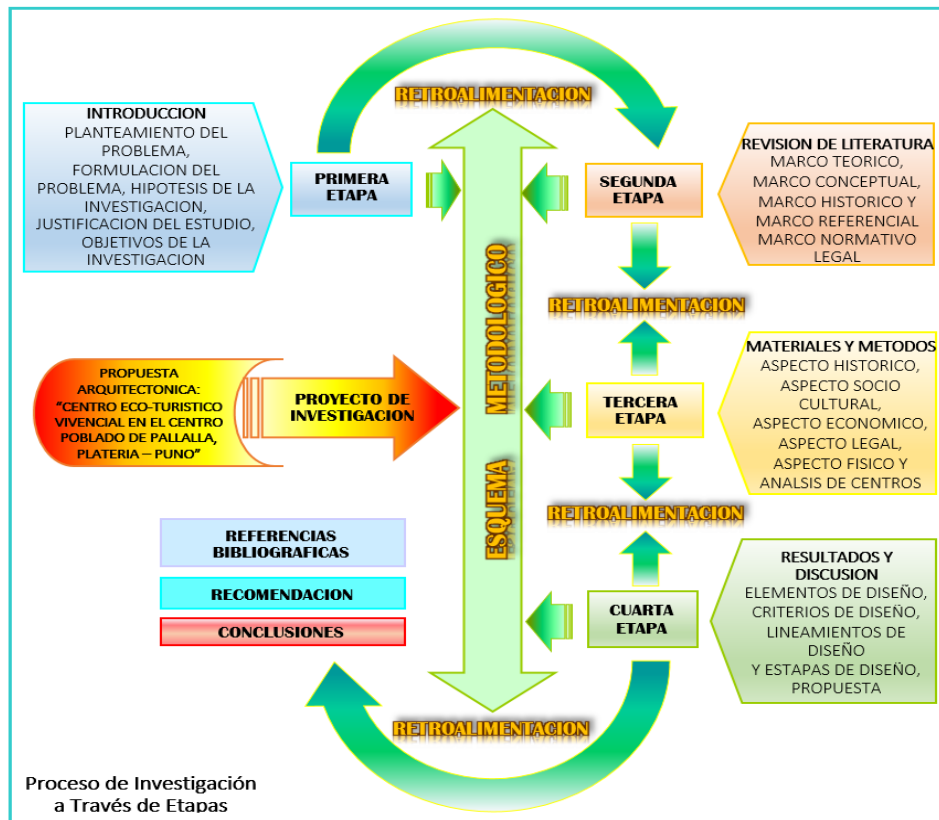 RETROALIMENTACION
INTRODUCCION
PLANTEAMIENTO DEL
PROBLEMA,
FORMULACION DEL
PROBLEMA, HIPOTESIS DE LA
INVESTIGACION,
JUSTIFICACION DEL ESTUDIO,
OBJETIVOS DE LA
INVESTIGACION
PRIMERA
ETAPA
SEGUNDA
ETAPA
REVISION DE LITERATURA
MARCO TEORICO,
MARCO CONCEPTUAL,
MARCO HISTORICO Y
MARCO REFERENCIAL
MARCO NORMATIVO
LEGAL
RETROALIMENTACION
PROPUESTA
ARQUITECTONICA:
“CENTRO ECO-TURISTICO
VIVENCIAL EN EL CENTRO
POBLADO DE PALLALLA,
PLATERIA – PUNO”
PROYECTO DE
INVESTIGACION
ESQUEMA METODOLOGICO
TERCERA
ETAPA
MATERIALES Y METODOS
ASPECTO HISTORICO,
ASPECTO SOCIO
CULTURAL,
ASPECTO ECONOMICO,
ASPECTO LEGAL,
ASPECTO FISICO Y
ANALSIS DE CENTROS
RETROALIMENTACION
REFERENCIAS
BIBLIOGRAFICAS
RECOMENDACION
CONCLUSIONES
CUARTA
ETAPA
RESULTADOS Y
DISCUSION
ELEMENTOS DE DISEÑO,
CRITERIOS DE DISEÑO,
LINEAMIENTOS DE
DISEÑO
Y ESTAPAS DE DISEÑO,
PROPUESTA
RETROALIMENTACION
Proceso de Investigación
a Través de Etapas